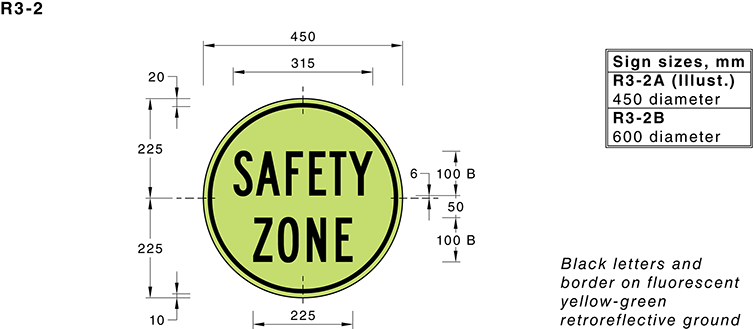 R3-2
450
315
20
225
225
10
225
SAFETY
ZONE
6
100 B
50
100 B
Sign sizes, mm
R3-2A (Illust.)
450 diameter
R3-2B
600 diameter
Black letters and
border on fluorescent
yellow-green
retroreflective ground